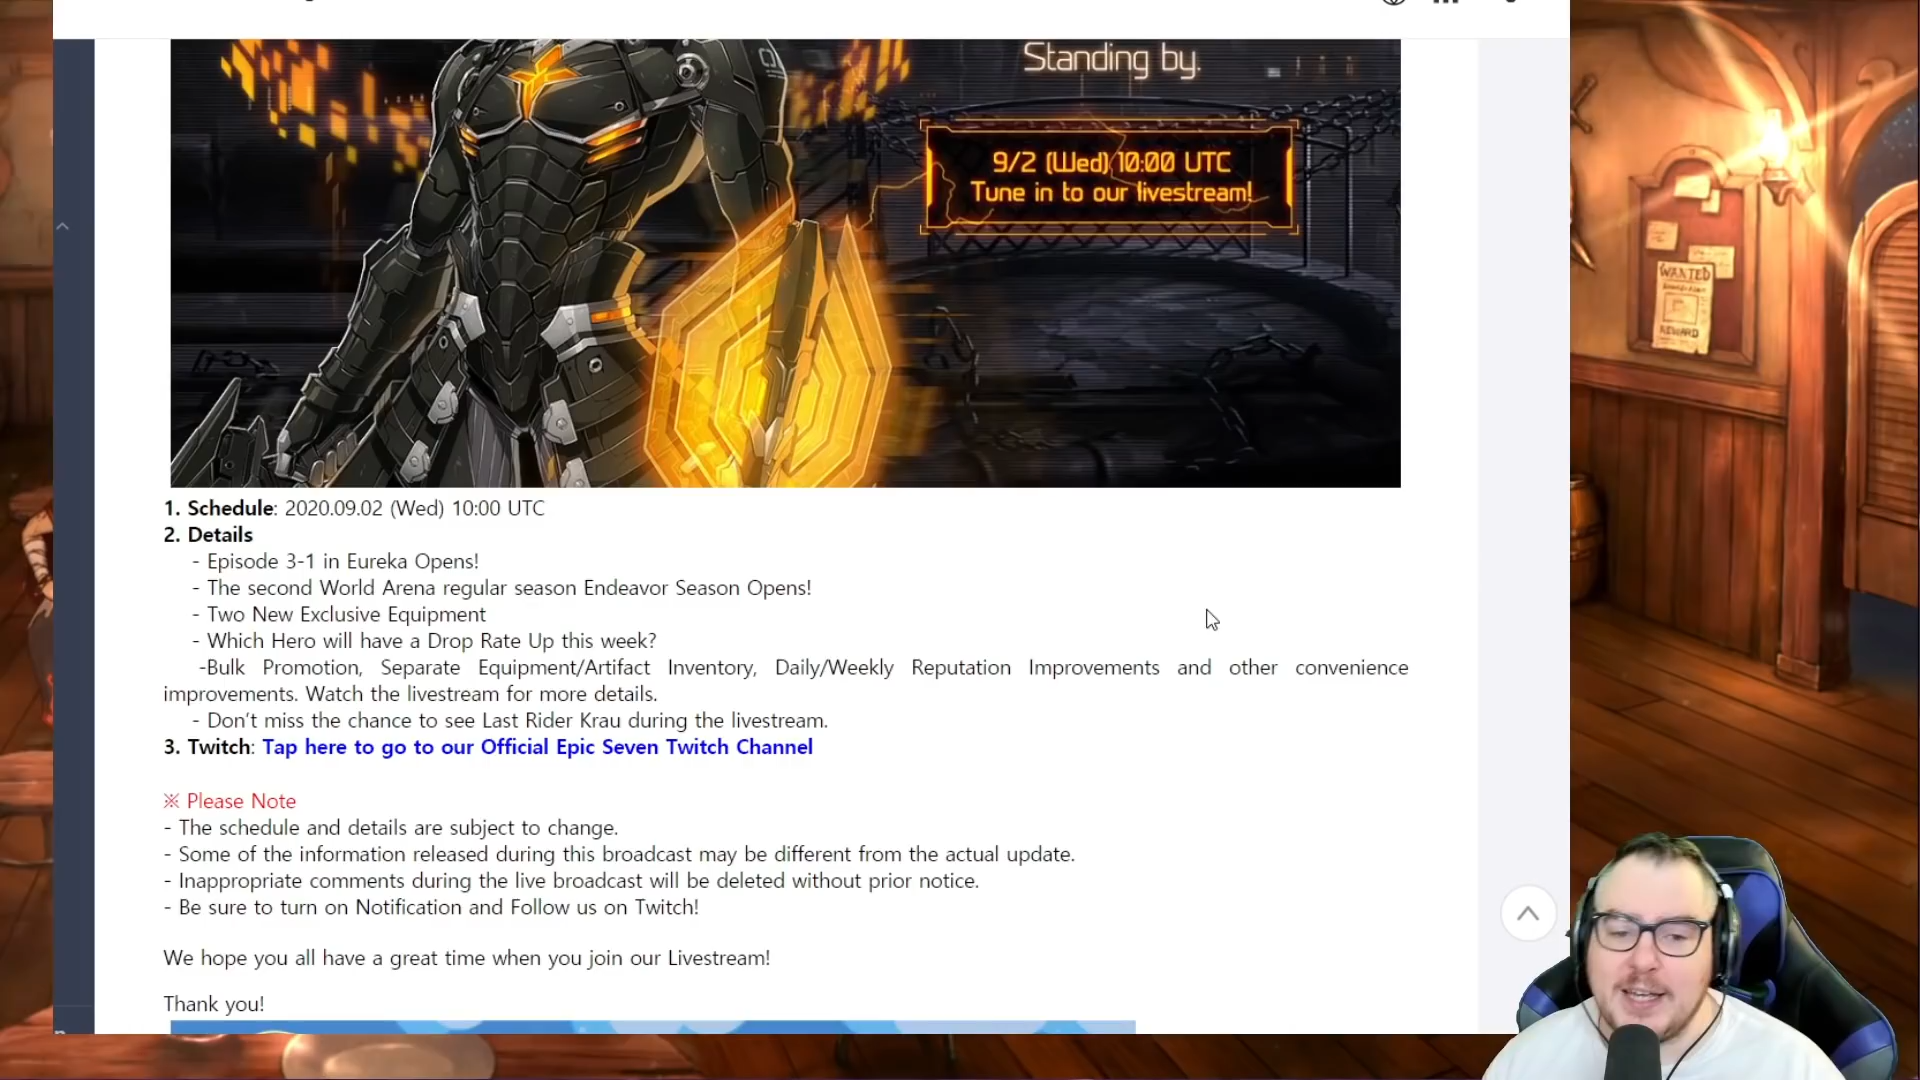 Standing by.
9/2 (Wed) 10:00 UTC
Tune in to our livestream!
WANTED
REWARD
1. Schedule: 2020.09.02 (Wed) 10:00 UTC
2. Details
- Episode 3-1 in Eureka Opens!
- The second World Arena regular season Endeavor Season Opens!
- Two New Exclusive Equipment
- Which Hero will have a Drop Rate Up this week?
-Bulk Promotion, Separate Equipment/Artifact Inventory, Daily/Weekly Reputation Improvements and other convenience
improvements. Watch the livestream for more details.
- Don't miss the chance to see Last Rider Krau during the livestream.
3. Twitch: Tap here to go to our Official Epic Seven Twitch Channel
※ Please Note
- The schedule and details are subject to change.
- Some of the information released during this broadcast may be different from the actual update.
- Inappropriate comments during the live broadcast will be deleted without prior notice.
- Be sure to turn on Notification and Follow us on Twitch!
We hope you all have a great time when you join our Livestream!
Thank you!